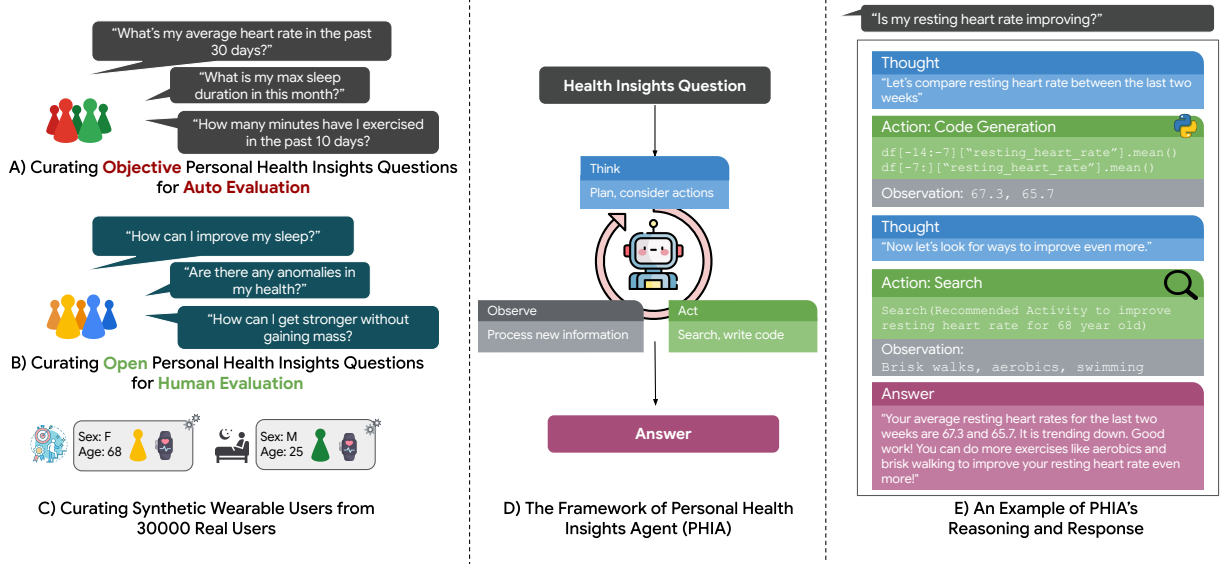 “What’s my average heart rate in the past
30 days?”
“What is my max sleep
duration in this month?”
“How many minutes have I exercised
in the past 10 days?
A) Curating Objective Personal Health Insights Questions
for Auto Evaluation
“How can I improve my sleep?”
“Are there any anomalies in
my health?”
“How can I get stronger without
gaining mass?
B) Curating Open Personal Health Insights Questions
for Human Evaluation
Sex: F
Age: 68
Sex: M
Age: 25
C) Curating Synthetic Wearable Users from
30000 Real Users
Health Insights Question
Think
Plan, consider actions
Observe
Process new information
Act
Search, write code
Answer
D) The Framework of Personal Health
Insights Agent (PHIA)
“Is my resting heart rate improving?”
Thought
“Let’s compare resting heart rate between the last two
weeks”
Action: Code Generation
df[-14:-7][“resting_heart_rate”].mean()
df[-7:][“resting_heart_rate”].mean()
Observation: 67.3, 65.7
Thought
“Now let’s look for ways to improve even more.”
Action: Search
Search(Recommended Activity to improve
resting heart rate for 68 year old)
Observation:
Brisk walks, aerobics, swimming
Answer
"Your average resting heart rates for the last two
weeks are 67.3 and 65.7. It is trending down. Good
work! You can do more exercises like aerobics and
brisk walking to improve your resting heart rate even
more!"
E) An Example of PHIA’s
Reasoning and Response